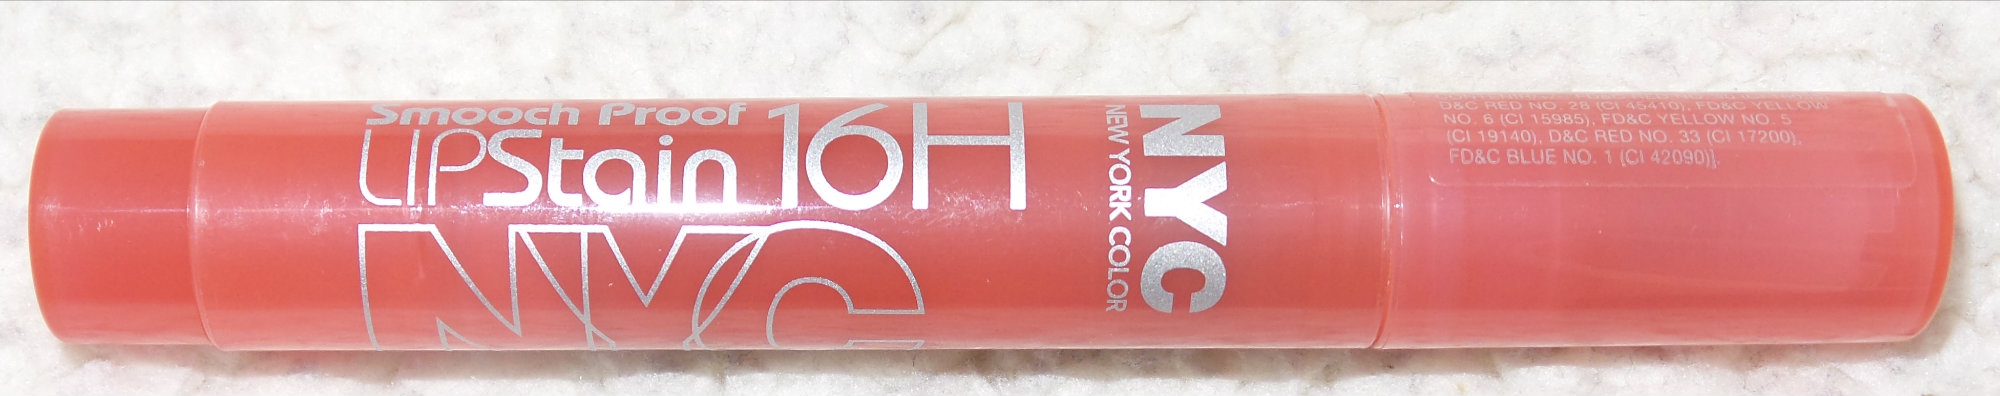 Smooch Proof
LIPStain 16H
NYC
NYC
NEW YORK COLOR
D&C RED NO. 28 (CI 45410), FD&C YELLOW
NO. 6 (CI 15985), FD&C YELLOW NO. 5
(CI 19140), D&C RED NO. 33 (CI 17200),
FD&C BLUE NO. 1 (CI 42090)].